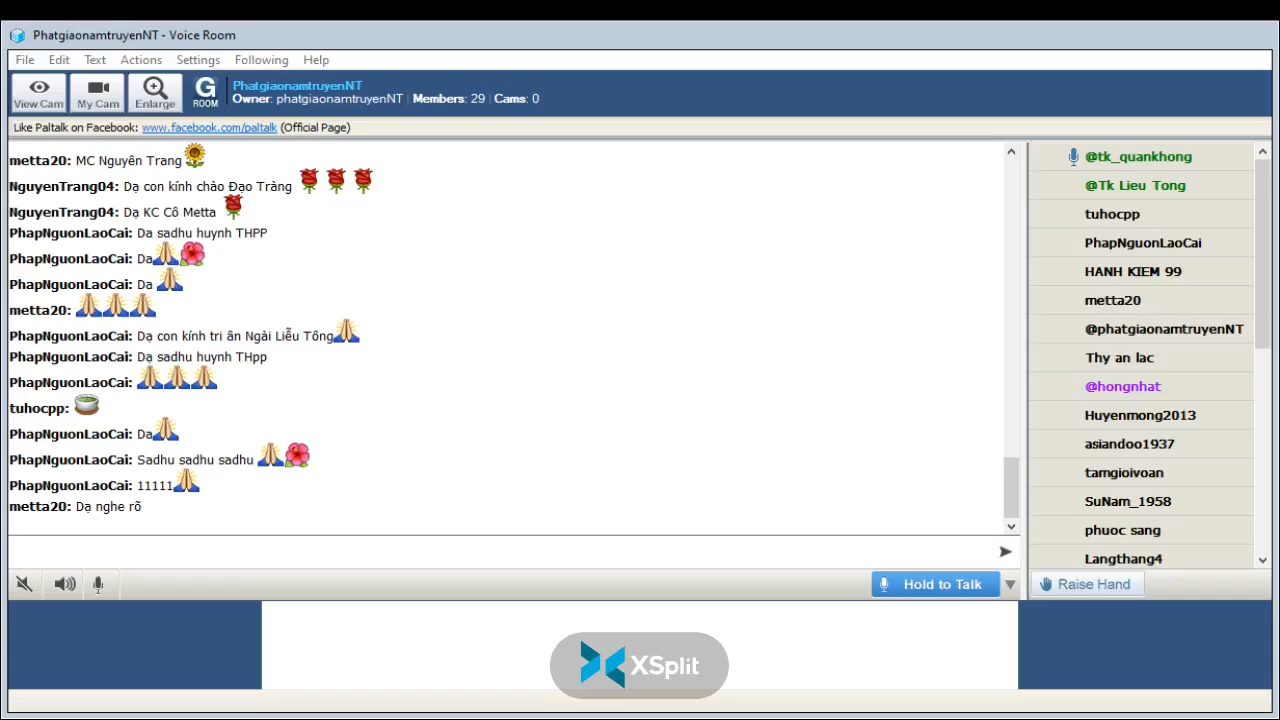 PhatgiaonamtruyenNT - Voice Room
File Edit Text Actions Settings Following Help
View Cam My Cam Enlarge G ROOM
PhatgiaonamtruyenNT
Owner: phatgiaonamtruyenNT | Members: 29 | Cams: 0
Like Paltalk on Facebook: www.facebook.com/paltalk (Official Page)
metta20: MC Nguyên Trang
NguyenTrang04: Dạ con kính chào Đạo Tràng
NguyenTrang04: Dạ KC Cô Metta
PhapNguonLaoCai: Da sadhu huynh THPP
PhapNguonLaoCai: Da
PhapNguonLaoCai: Da
metta20:
PhapNguonLaoCai: Dạ con kính tri ân Ngài Liễu Tông
PhapNguonLaoCai: Dạ sadhu huynh THpp
PhapNguonLaoCai:
tuhocpp:
PhapNguonLaoCai: Da
PhapNguonLaoCai: Sadhu sadhu sadhu
PhapNguonLaoCai: 11111
metta20: Dạ nghe rõ
@tk_quankhong
@Tk Lieu Tong
tuhocpp
PhapNguonLaoCai
HANH KIEM 99
metta20
@phatgiaonamtruyenNT
Thy an lac
@hongnhat
Huyenmong2013
asiandoo1937
tamgioivoan
SuNam_1958
phuoc sang
Langthang4
Hold to Talk
Raise Hand
XSplit